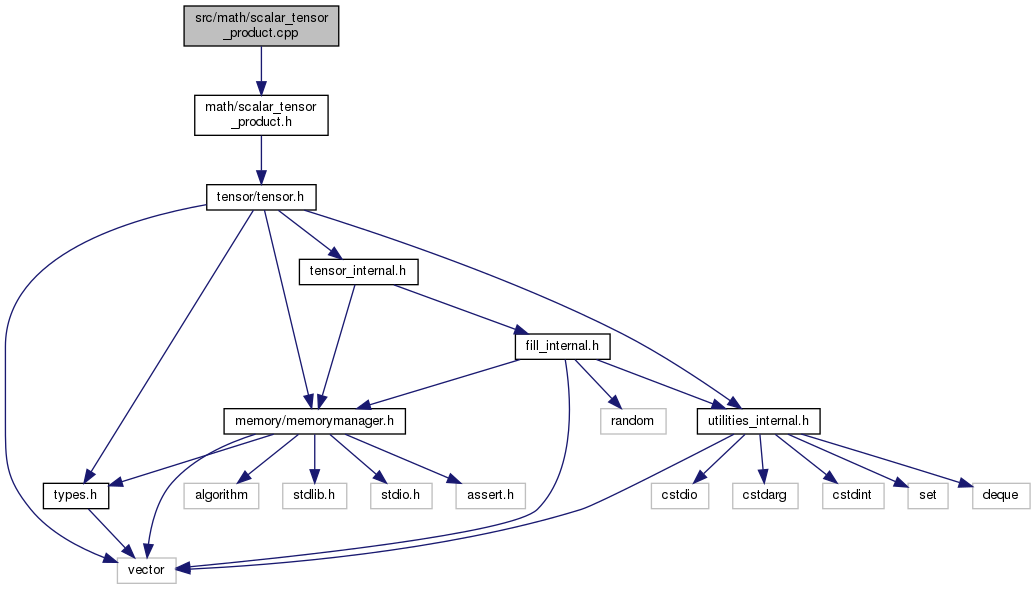 src/math/scalar_tensor
_product.cpp
math/scalar_tensor
_product.h
tensor/tensor.h
tensor_internal.h
fill_internal.h
memory/memorymanager.h
random
utilities_internal.h
types.h
algorithm
stdlib.h
stdio.h
assert.h
cstdio
cstdarg
cstdint
set
deque
vector